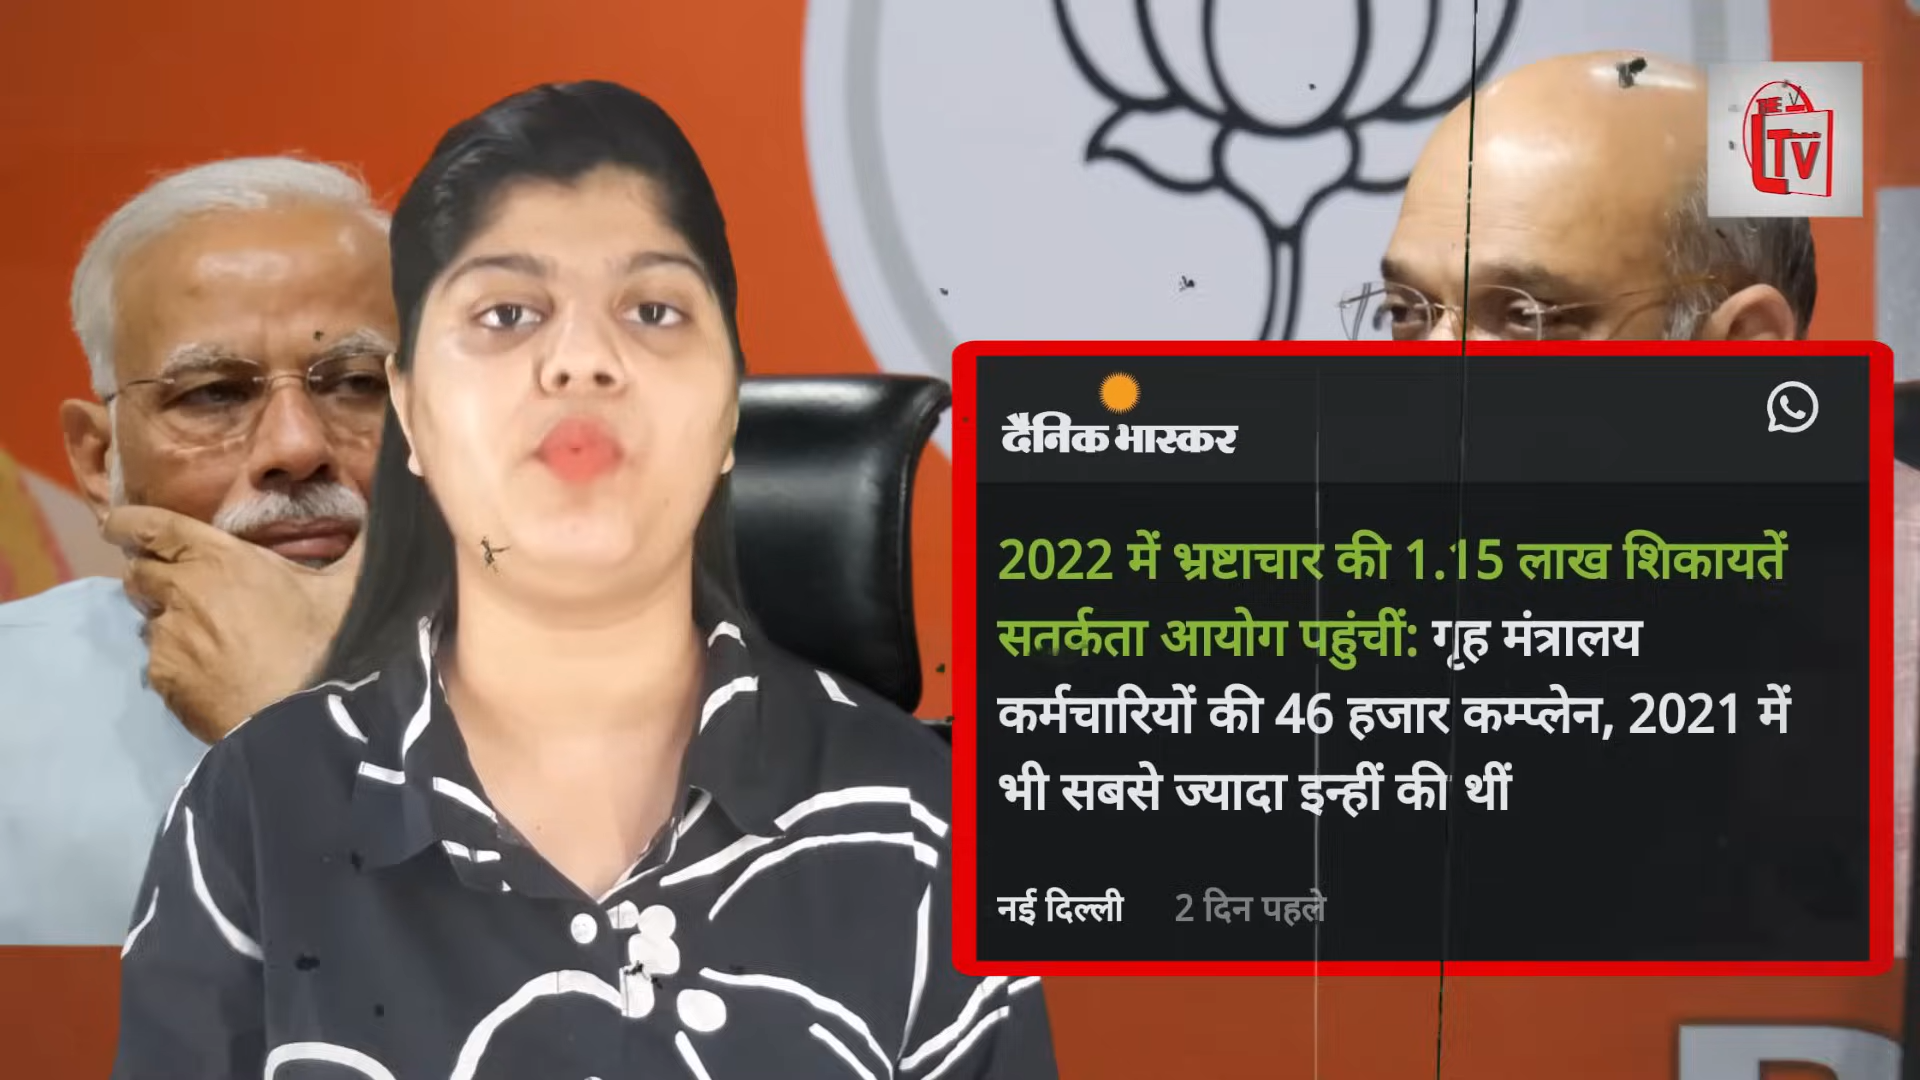 THE
TV
दैनिक भास्कर
2022 में भ्रष्टाचार की 1.15 लाख शिकायतें
सतर्कता आयोग पहुंचीं: गृह मंत्रालय
कर्मचारियों की 46 हजार कम्प्लेन, 2021 में
भी सबसे ज्यादा इन्हीं की थीं
नई दिल्ली 2 दिन पहले